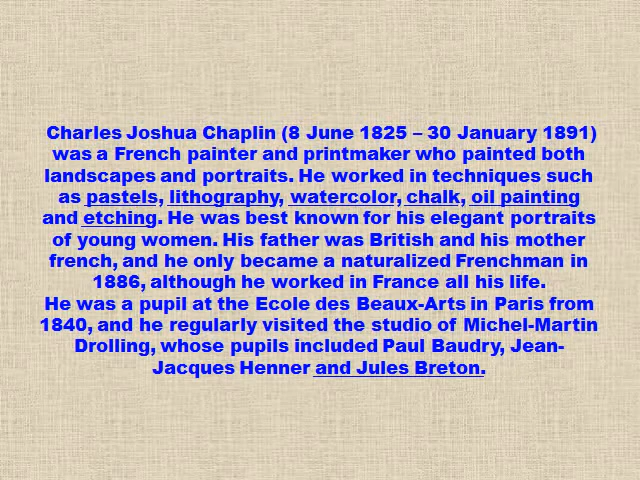 Charles Joshua Chaplin (8 June 1825 – 30 January 1891)
was a French painter and printmaker who painted both
landscapes and portraits. He worked in techniques such
as pastels, lithography, watercolor, chalk, oil painting
and etching. He was best known for his elegant portraits
of young women. His father was British and his mother
french, and he only became a naturalized Frenchman in
1886, although he worked in France all his life.
He was a pupil at the Ecole des Beaux-Arts in Paris from
1840, and he regularly visited the studio of Michel-Martin
Drolling, whose pupils included Paul Baudry, Jean-
Jacques Henner and Jules Breton.